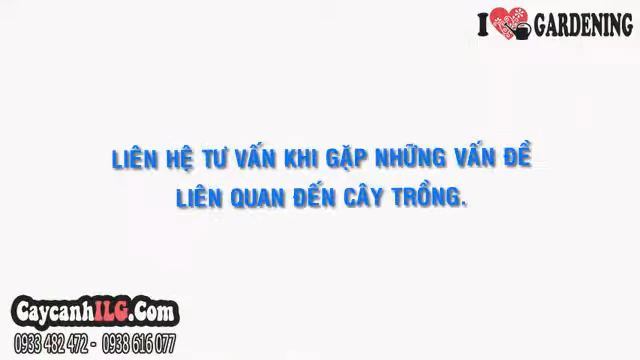 I GARDENING
LIÊN HỆ TƯ VẤN KHI GẶP NHỮNG VẤN ĐỀ
LIÊN QUAN ĐẾN CÂY TRỒNG.
CaycanhILG.Com
0933 482 472 - 0938 616 077